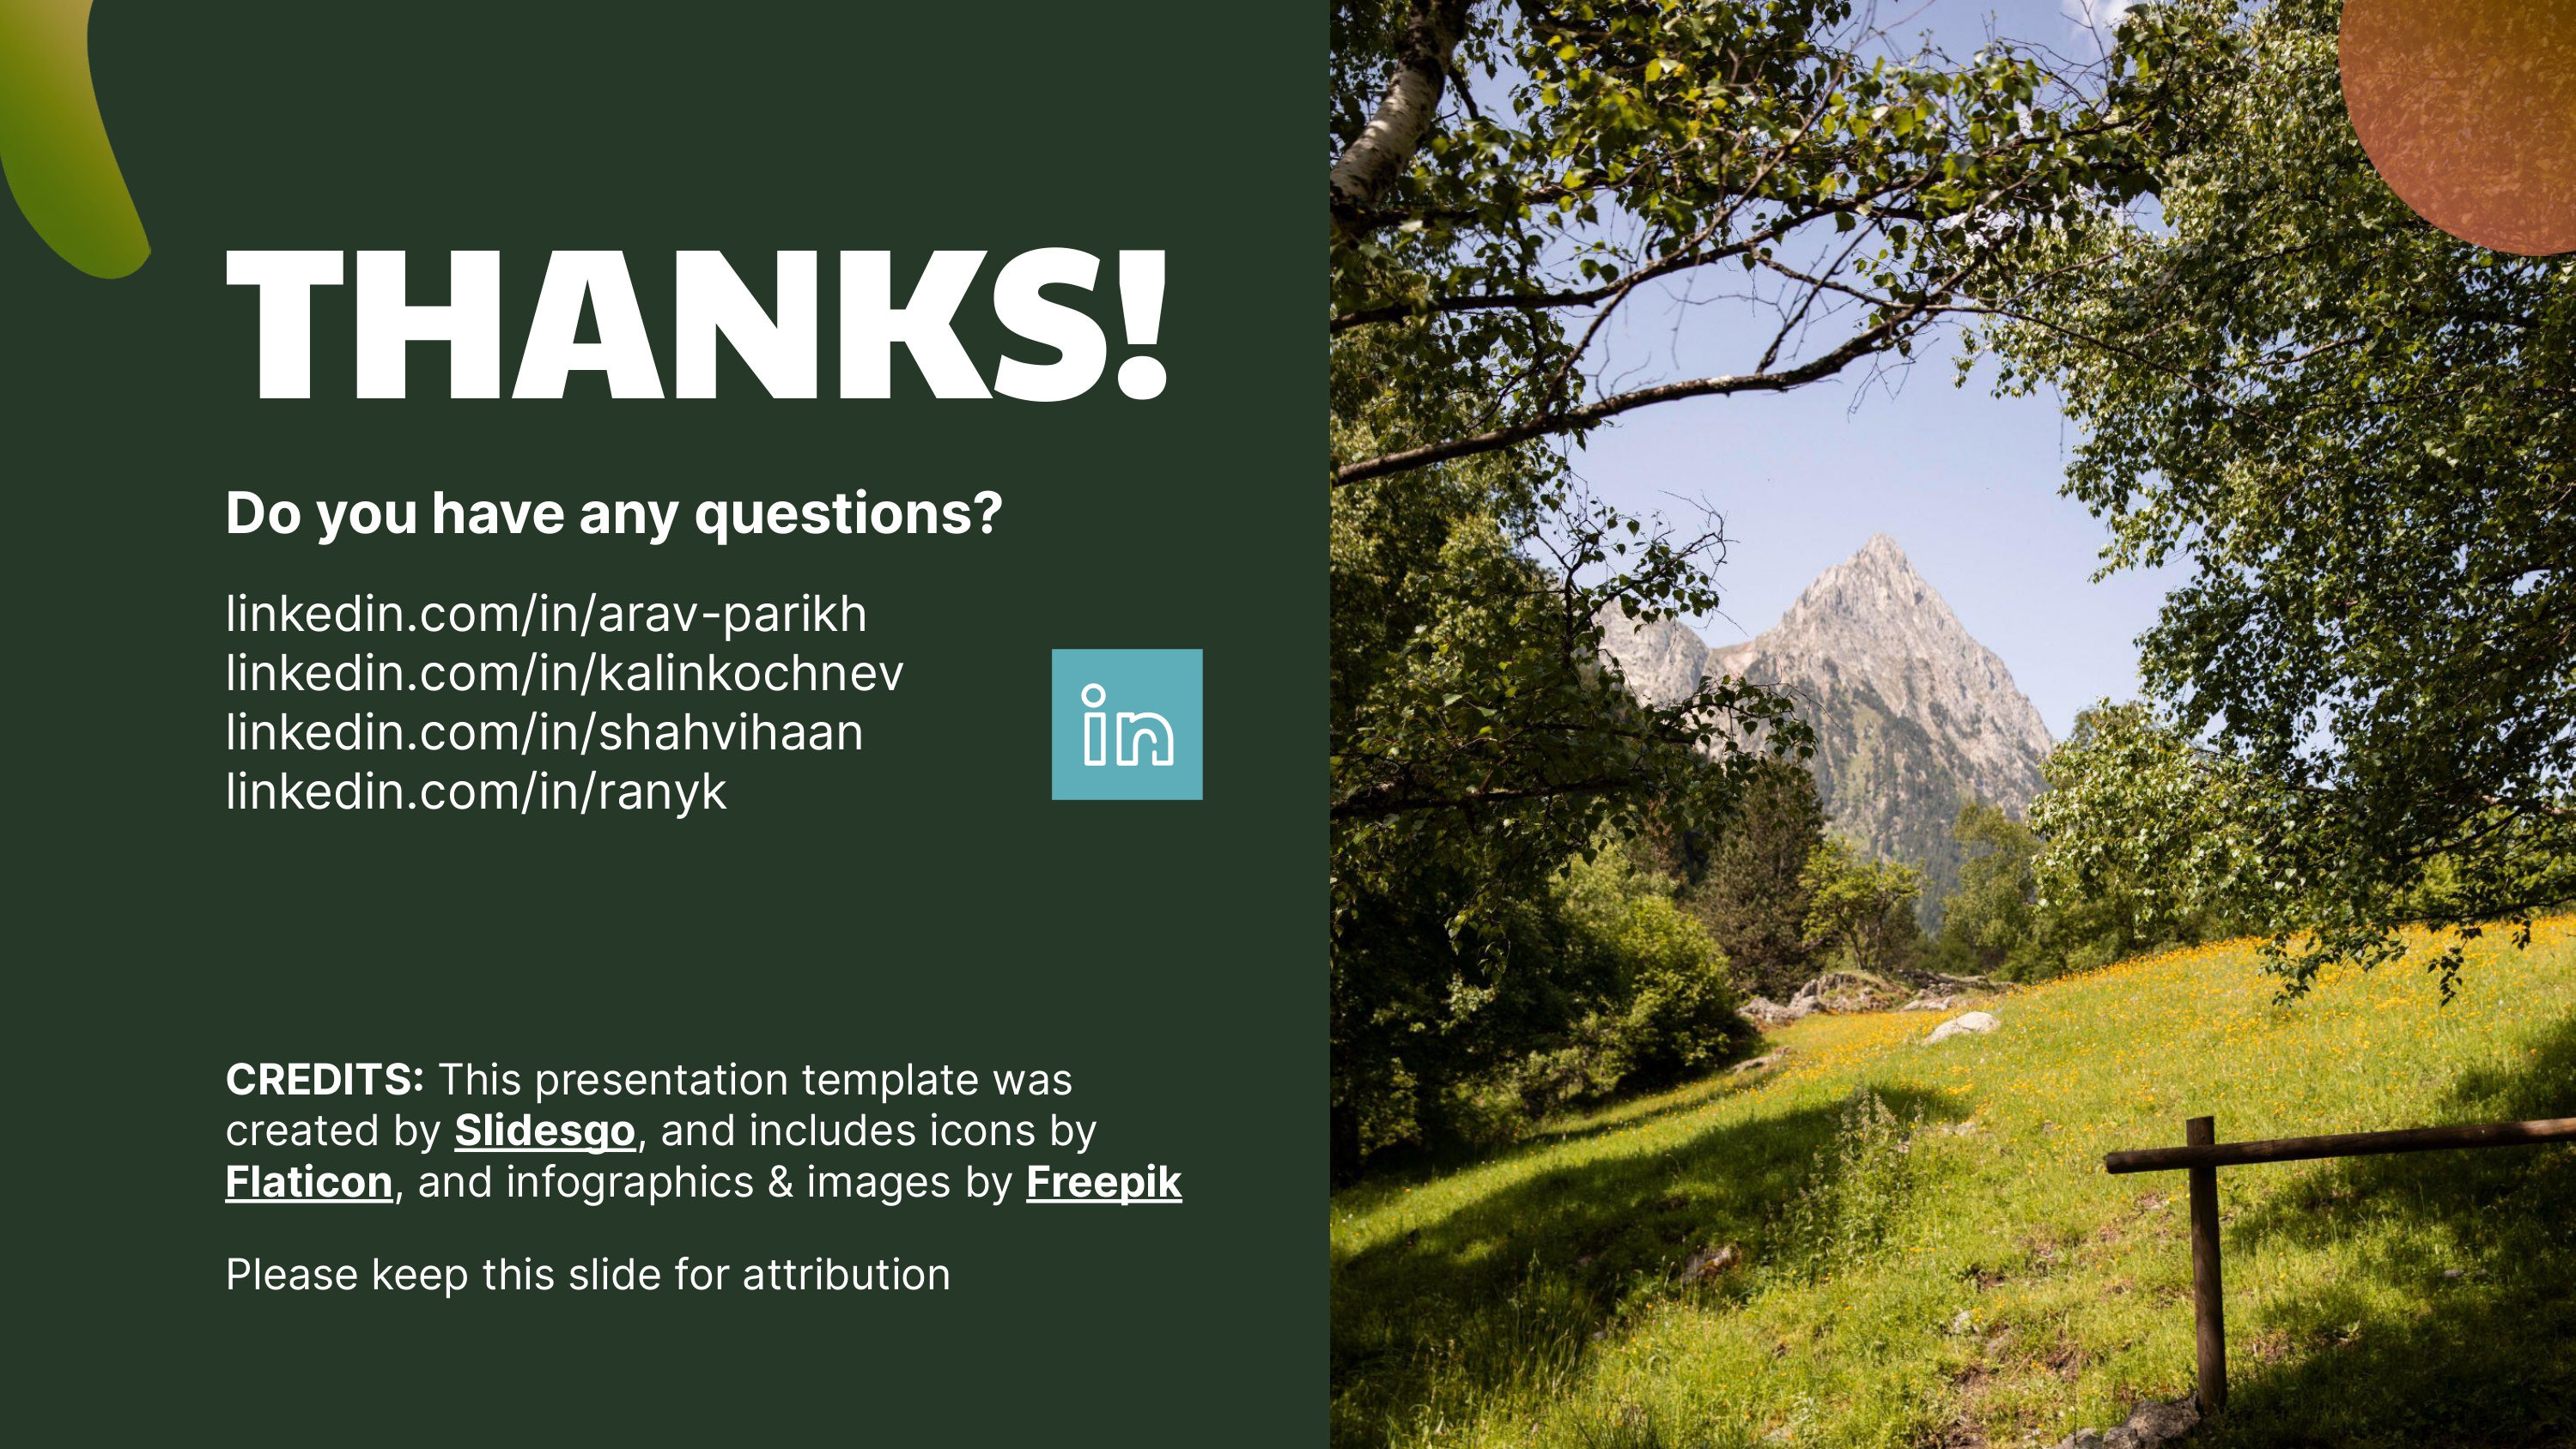 THANKS!
Do you have any questions?
linkedin.com/in/arav-parikh
linkedin.com/in/kalinkochnev
linkedin.com/in/shahvihaan
linkedin.com/in/ranyk
in
CREDITS: This presentation template was
created by Slidesgo, and includes icons by
Flaticon, and infographics & images by Freepik
Please keep this slide for attribution